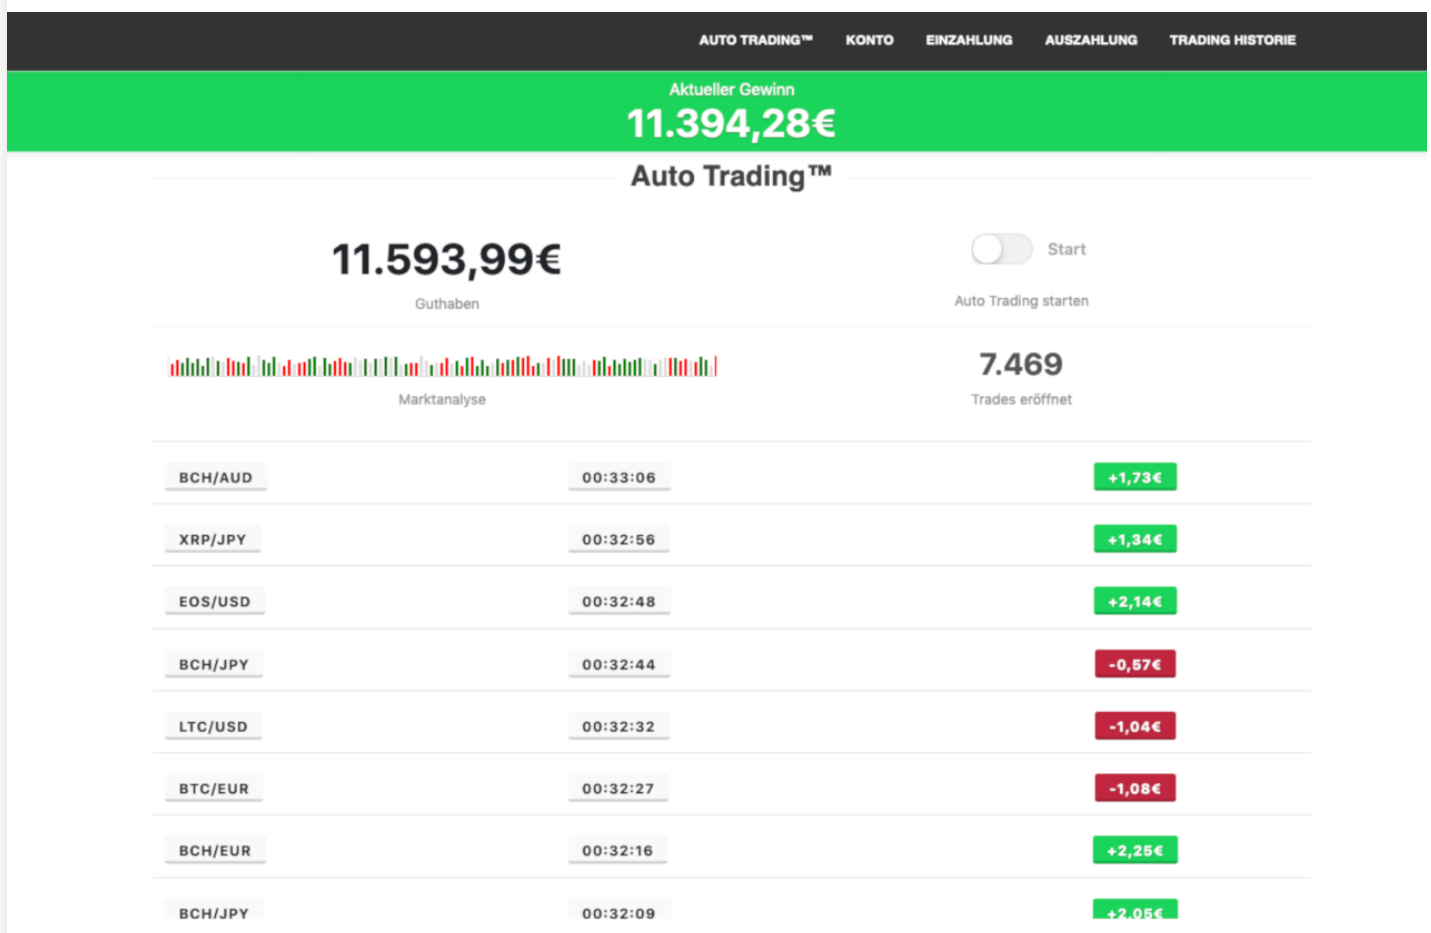 AUTO TRADING™ KONTO EINZAHLUNG AUSZAHLUNG TRADING HISTORIE
Aktueller Gewinn
11.394,28€
Auto Trading™
11.593,99€
Guthaben
Start
Auto Trading starten
Marktanalyse
7.469
Trades eröffnet
BCH/AUD 00:33:06 +1,73€
XRP/JPY 00:32:56 +1,34€
EOS/USD 00:32:48 +2,14€
BCH/JPY 00:32:44 -0,57€
LTC/USD 00:32:32 -1,04€
BTC/EUR 00:32:27 -1,08€
BCH/EUR 00:32:16 +2,25€
BCH/JPY 00:32:09 +2,05€